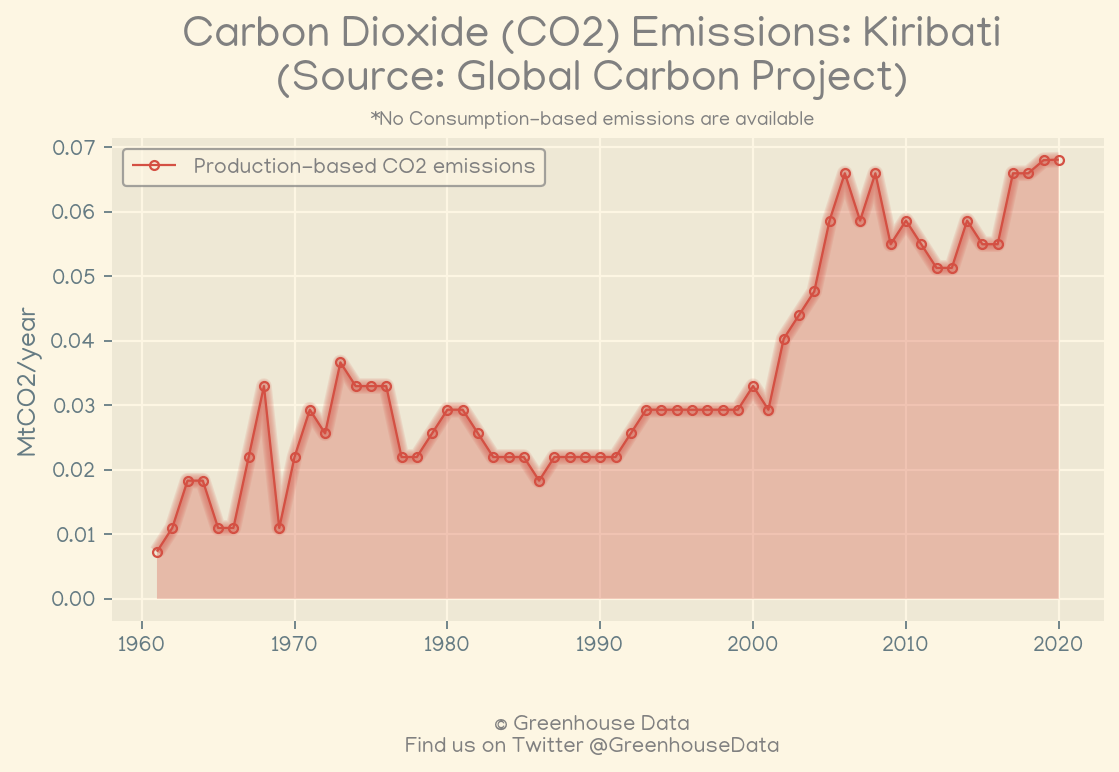 Carbon Dioxide (CO2) Emissions: Kiribati
(Source: Global Carbon Project)
*No Consumption-based emissions are available
Production-based CO2 emissions
MtCO2/year
0.07
0.06
0.05
0.04
0.03
0.02
0.01
0.00
1960 1970 1980 1990 2000 2010 2020
© Greenhouse Data
Find us on Twitter @GreenhouseData